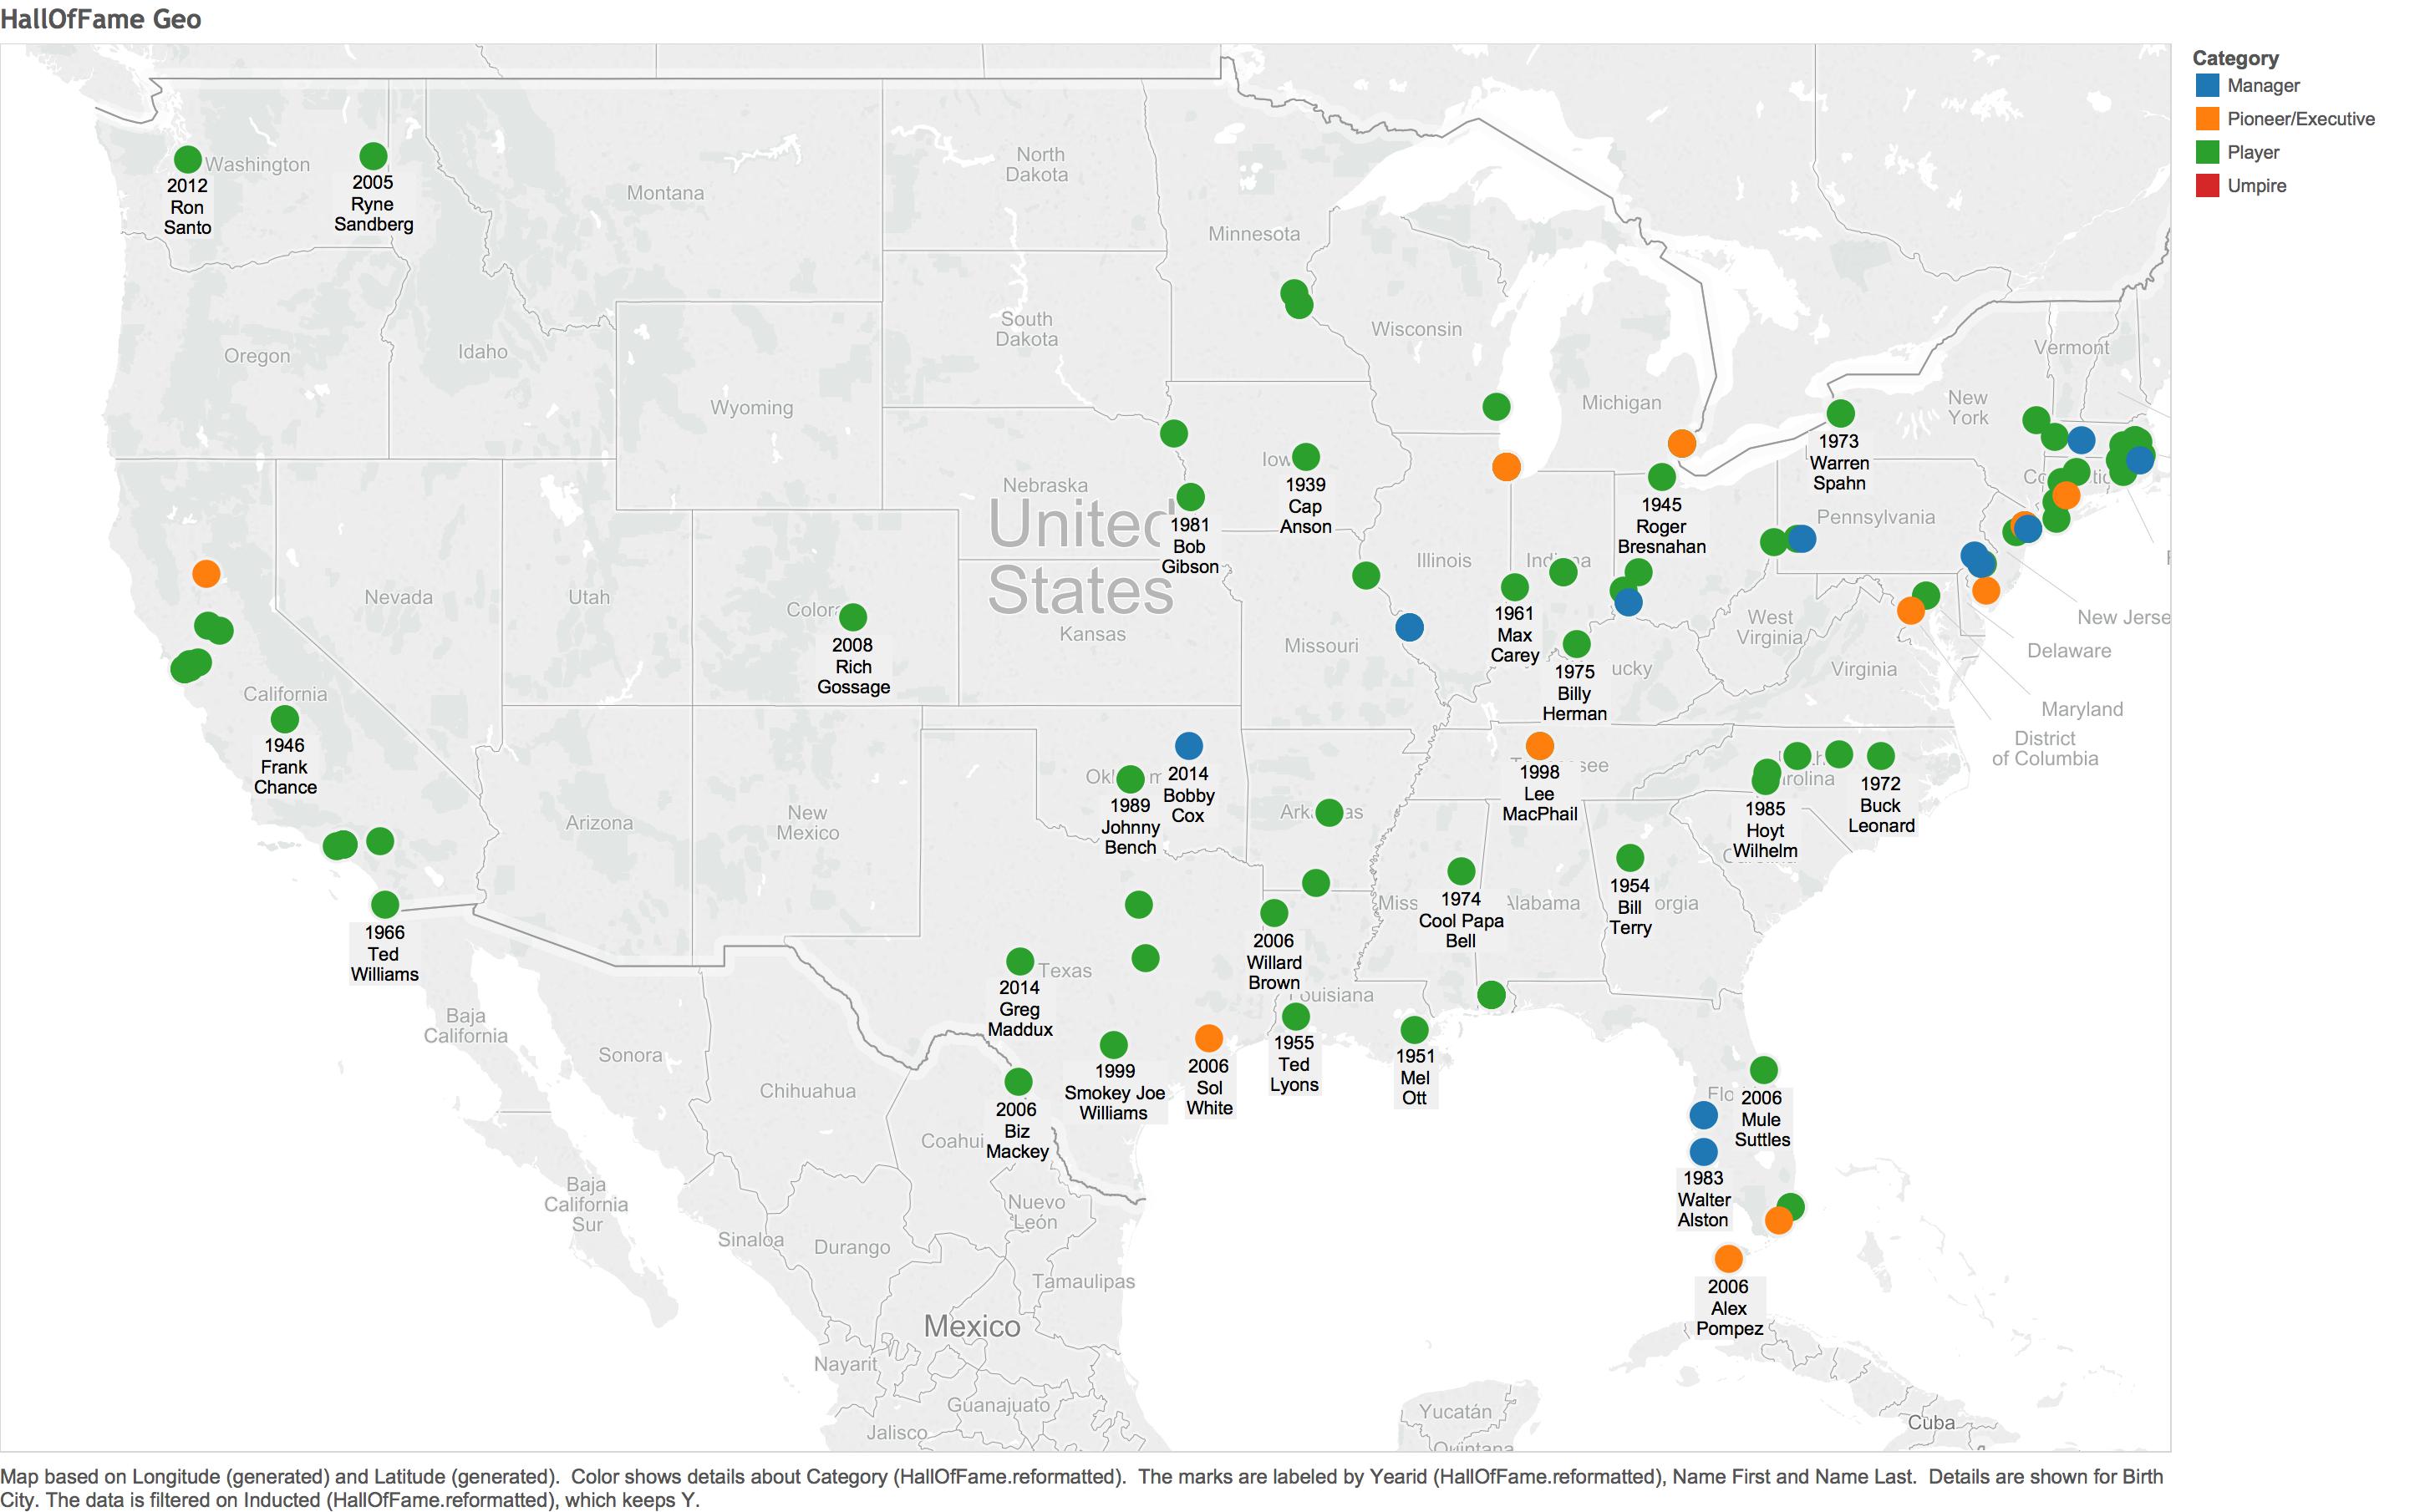 HallOfFame Geo
Category
Manager
Pioneer/Executive
Player
Umpire
Washington
2012
Ron
Santo
2005
Ryne
Sandberg
Montana
North
Dakota
Minnesota
South
Dakota
Wisconsin
Oregon
Idaho
Wyoming
Michigan
Vermont
New
York
1973
Warren
Spahn
Iow
1939
Cap
Anson
Nebraska
United
States
1981
Bob
Gibson
1945
Roger
Bresnahan
Pennsylvania
Illinois
Nevada
Utah
2008
Rich
Gossage
Kansas
Missouri
1961
Max
Carey
1975
Billy
Herman
ucky
West
Virginia
Virginia
New Jerse
Delaware
Maryland
District
of Columbia
California
1946
Frank
Chance
Arizona
New
Mexico
1989
Johnny
Bench
2014
Bobby
Cox
1998
Lee
MacPhail
see
rolina
1985
Hoyt
Wilhelm
1972
Buck
Leonard
1966
Ted
Williams
2014
Greg
Maddux
Texas
2006
Willard
Brown
Miss
1974
Cool Papa
Bell
Alabama
1954
Bill
Terry
orgia
ouisiana
1955
Ted
Lyons
1951
Mel
Ott
Baja
California
Sonora
Chihuahua
2006
Biz
Mackey
1999
Smokey Joe
Williams
2006
Sol
White
Flo
2006
Mule
Suttles
1983
Walter
Alston
2006
Alex
Pompez
Coahui
Baja
California
Sur
Nuevo
León
Sinaloa
Durango
Tamaulipas
Mexico
Nayarit
Guanajuato
Jalisco
Yucatán
Quintana
Cuba
Map based on Longitude (generated) and Latitude (generated).  Color shows details about Category (HallOfFame.reformatted).  The marks are labeled by Yearid (HallOfFame.reformatted), Name First and Name Last.  Details are shown for Birth
City. The data is filtered on Inducted (HallOfFame.reformatted), which keeps Y.